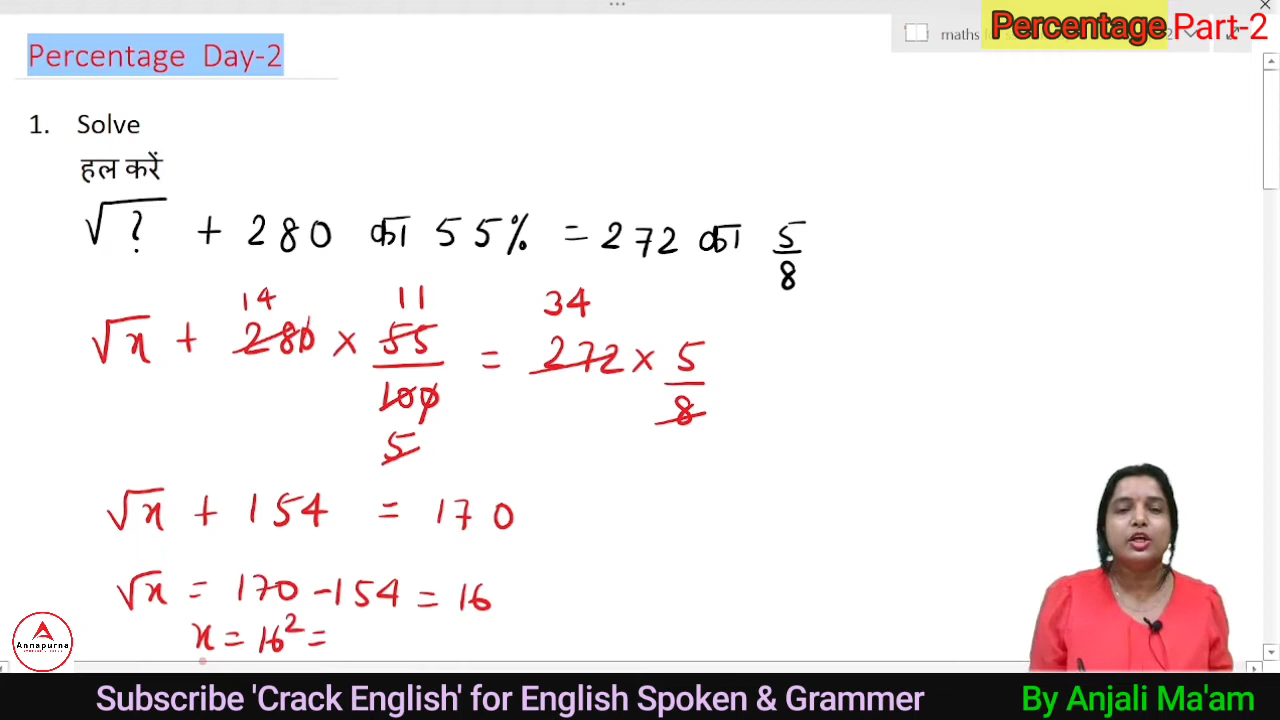 Percentage Part-2
maths
Percentage Day-2
1. Solve
हल करें
√? + 280 का 55% = 272 का 5/8
14 11 34
√x + 280 × 55/100 = 272 × 5/8
5
√x + 154 = 170
√x = 170 - 154 = 16
x = 16² =
Annapurna
Subscribe 'Crack English' for English Spoken & Grammer By Anjali Ma'am